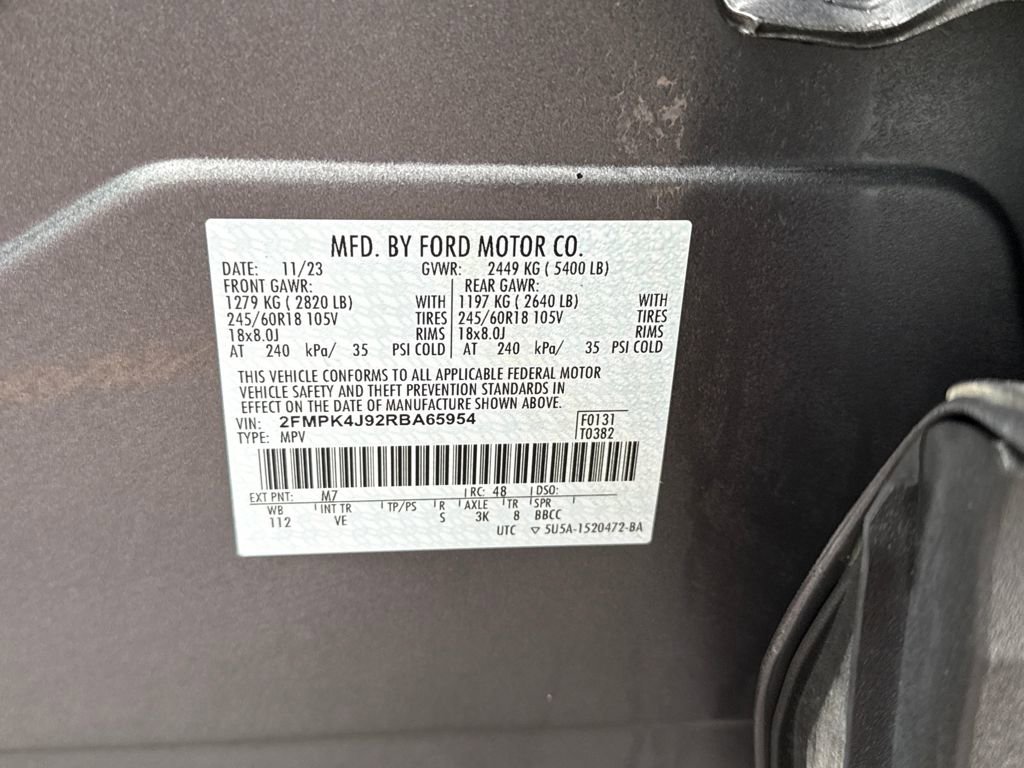 MFD. BY FORD MOTOR CO.
DATE: 11/23 GVWR: 2449 KG ( 5400 LB)
FRONT GAWR: REAR GAWR:
1279 KG ( 2820 LB) WITH 1197 KG ( 2640 LB) WITH
245/60R18 105V TIRES 245/60R18 105V TIRES
18x8.0J RIMS 18x8.0J RIMS
AT 240 kPa/ 35 PSI COLD AT 240 kPa/ 35 PSI COLD
THIS VEHICLE CONFORMS TO ALL APPLICABLE FEDERAL MOTOR
VEHICLE SAFETY AND THEFT PREVENTION STANDARDS IN
EFFECT ON THE DATE OF MANUFACTURE SHOWN ABOVE.
VIN: 2FMPK4J92RBA65954 F0131
TYPE: MPV T0382
EXT PNT: M7 RC: 48 DSO:
WB INT TR TP/PS R AXLE TR SPR
112 VE S 3K 8 BBCC
UTC ▽ 5U5A-1520472-BA